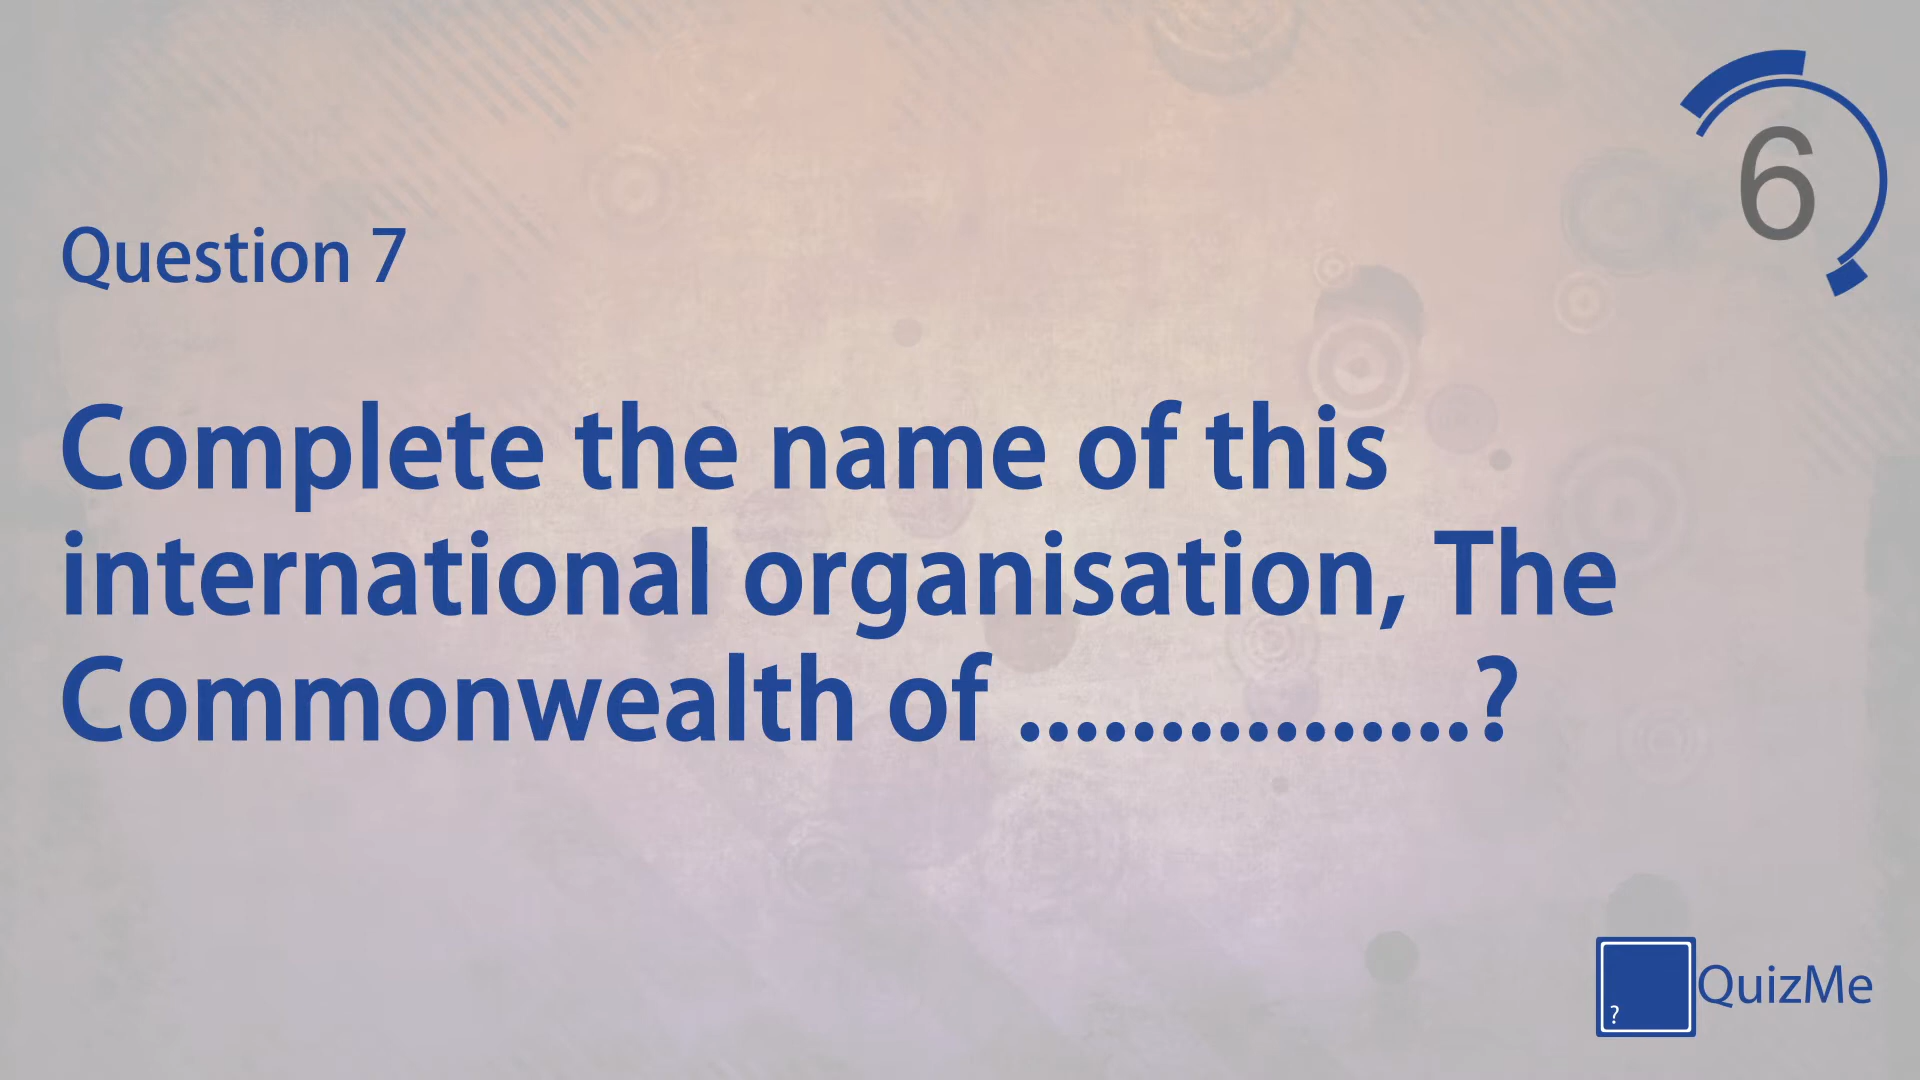 6
Question 7
Complete the name of this
international organisation, The
Commonwealth of ................?
?
QuizMe